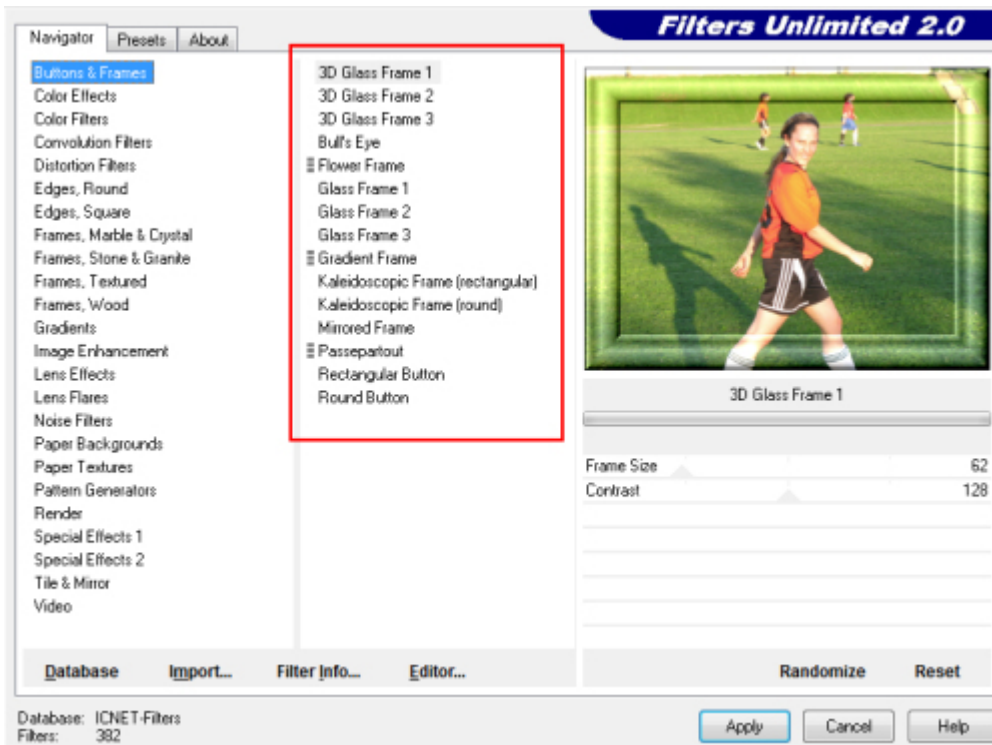 Filters Unlimited 2.0
Navigator
Presets
About
Buttons & Frames
Color Effects
Color Filters
Convolution Filters
Distortion Filters
Edges, Round
Edges, Square
Frames, Marble & Crystal
Frames, Stone & Granite
Frames, Textured
Frames, Wood
Gradients
Image Enhancement
Lens Effects
Lens Flares
Noise Filters
Paper Backgrounds
Paper Textures
Pattern Generators
Render
Special Effects 1
Special Effects 2
Tile & Mirror
Video
3D Glass Frame 1
3D Glass Frame 2
3D Glass Frame 3
Bull's Eye
Flower Frame
Glass Frame 1
Glass Frame 2
Glass Frame 3
Gradient Frame
Kaleidoscopic Frame (rectangular)
Kaleidoscopic Frame (round)
Mirrored Frame
Passepartout
Rectangular Button
Round Button
3D Glass Frame 1
Frame Size 62
Contrast 128
Database Import... Filter Info... Editor...
Randomize Reset
Database: ICNET-Filters
Filters: 382
Apply Cancel Help